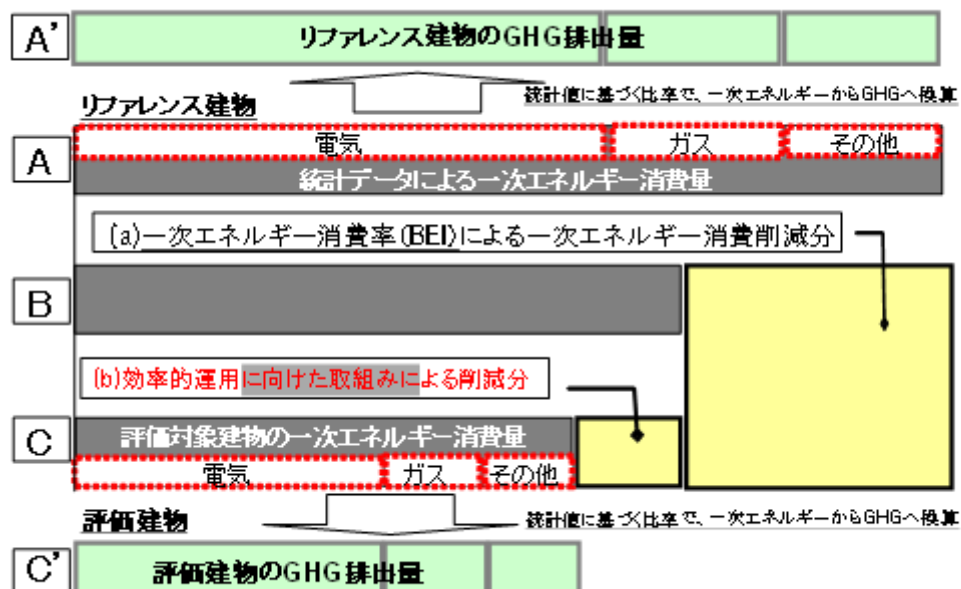 A’
リファレンス建物のGHG排出量
統計値に基づく比率で、一次エネルギーからGHGへ換算
リファレンス建物
電気 ガス その他
A
統計データによる一次エネルギー消費量
(a)一次エネルギー消費率(BEI)による一次エネルギー消費削減分
B
(b)効率的運用に向けた取組みによる削減分
C
評価対象建物の一次エネルギー消費量
電気 ガス その他
評価建物
統計値に基づく比率で、一次エネルギーからGHGへ換算
C’
評価建物のGHG排出量